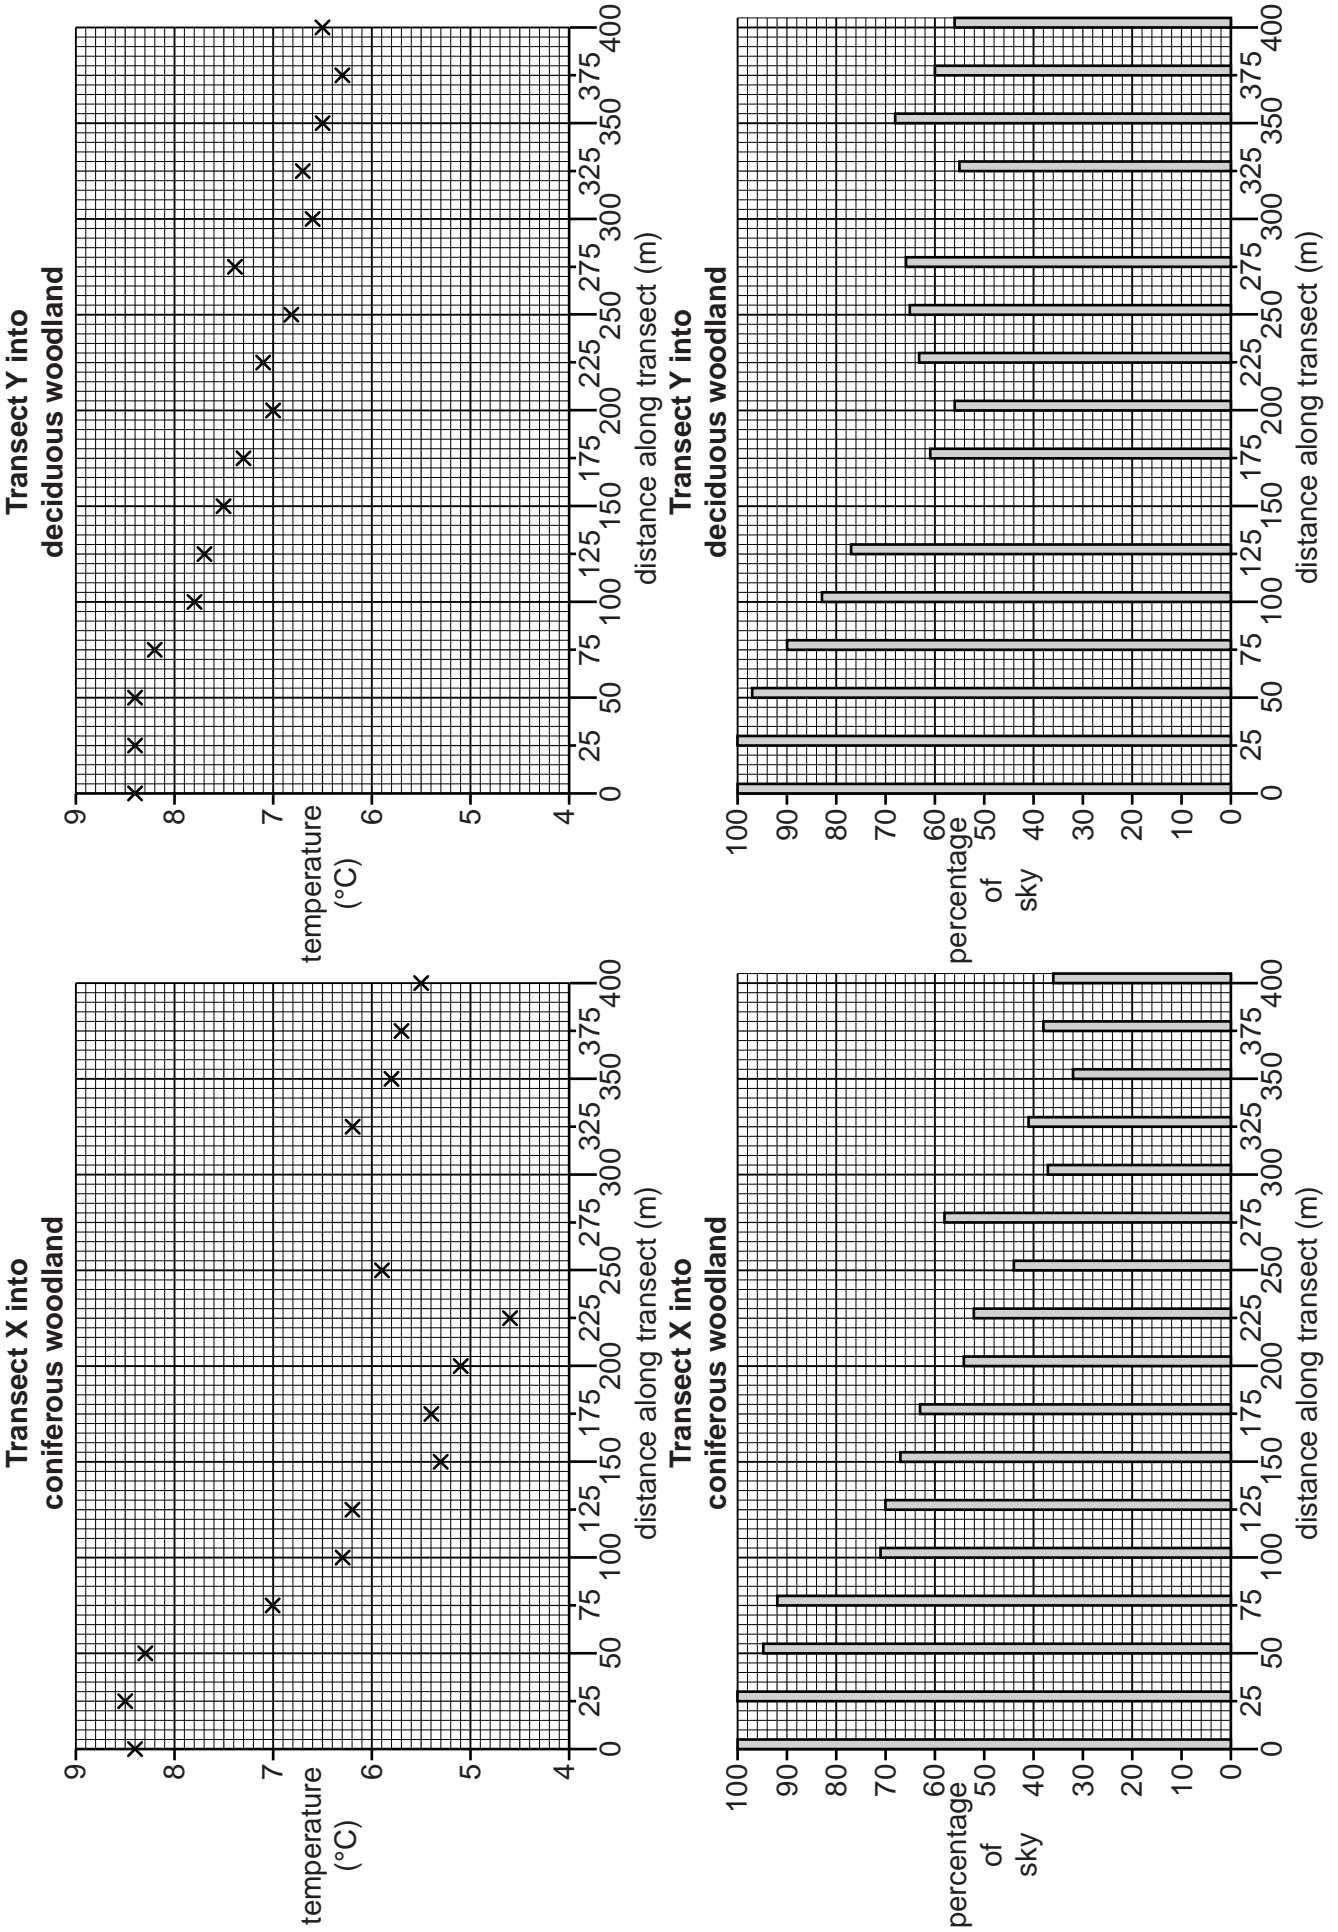 Transect X into
coniferous woodland
9
8
7
6
5
4
temperature
(°C)
0 25 50 75 100 125 150 175 200 225 250 275 300 325 350 375 400
distance along transect (m)
Transect Y into
deciduous woodland
9
8
7
6
5
4
temperature
(°C)
0 25 50 75 100 125 150 175 200 225 250 275 300 325 350 375 400
distance along transect (m)
Transect X into
coniferous woodland
100
90
80
70
60
50
40
30
20
10
0
percentage
of
sky
0 25 50 75 100 125 150 175 200 225 250 275 300 325 350 375 400
distance along transect (m)
Transect Y into
deciduous woodland
100
90
80
70
60
50
40
30
20
10
0
percentage
of
sky
0 25 50 75 100 125 150 175 200 225 250 275 300 325 350 375 400
distance along transect (m)